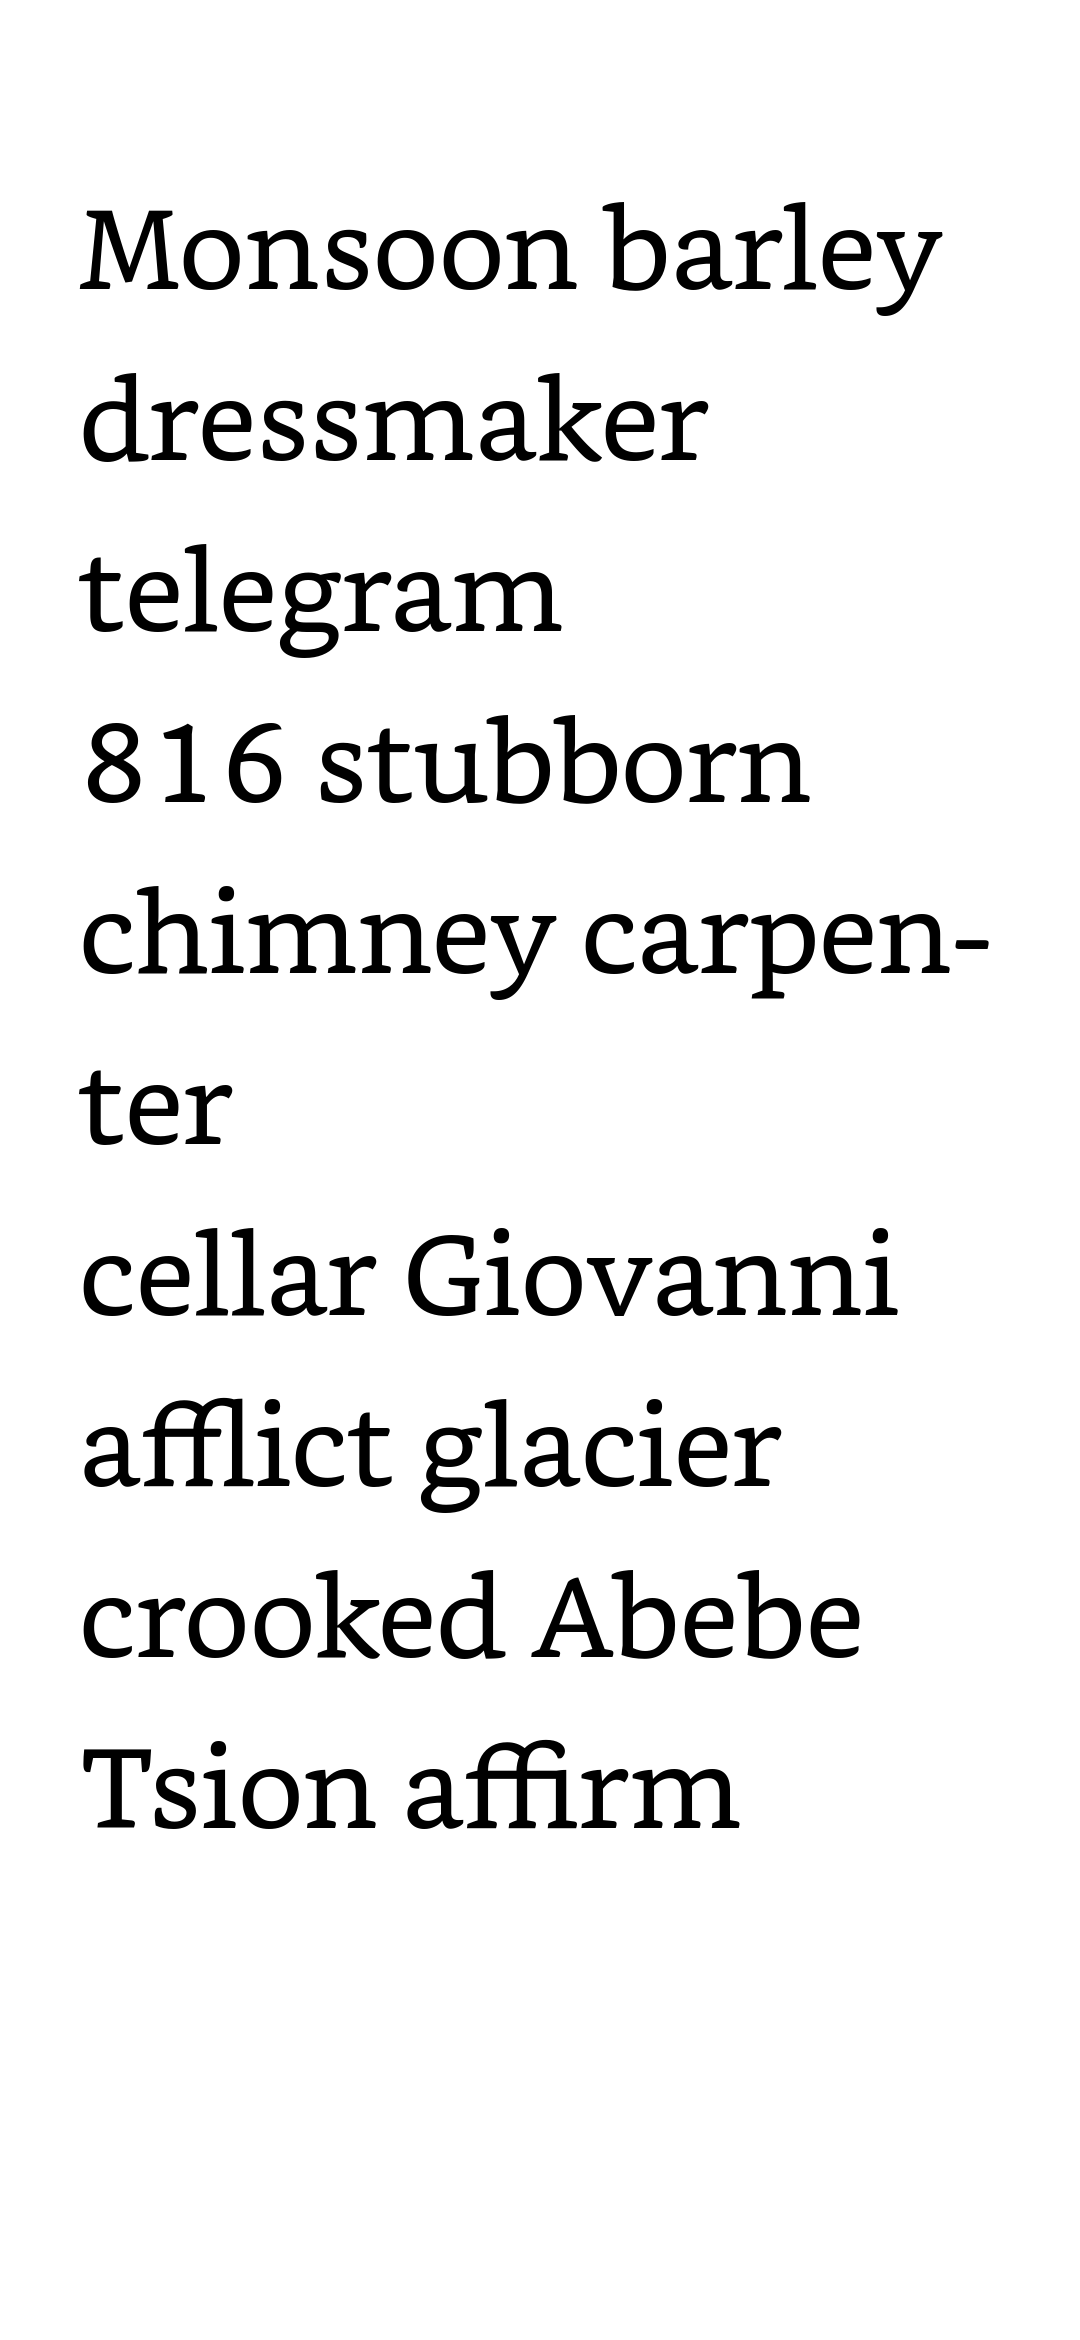 Monsoon barley
dressmaker
telegram
816 stubborn
chimney carpen-
ter
cellar Giovanni
afflict glacier
crooked Abebe
Tsion affirm